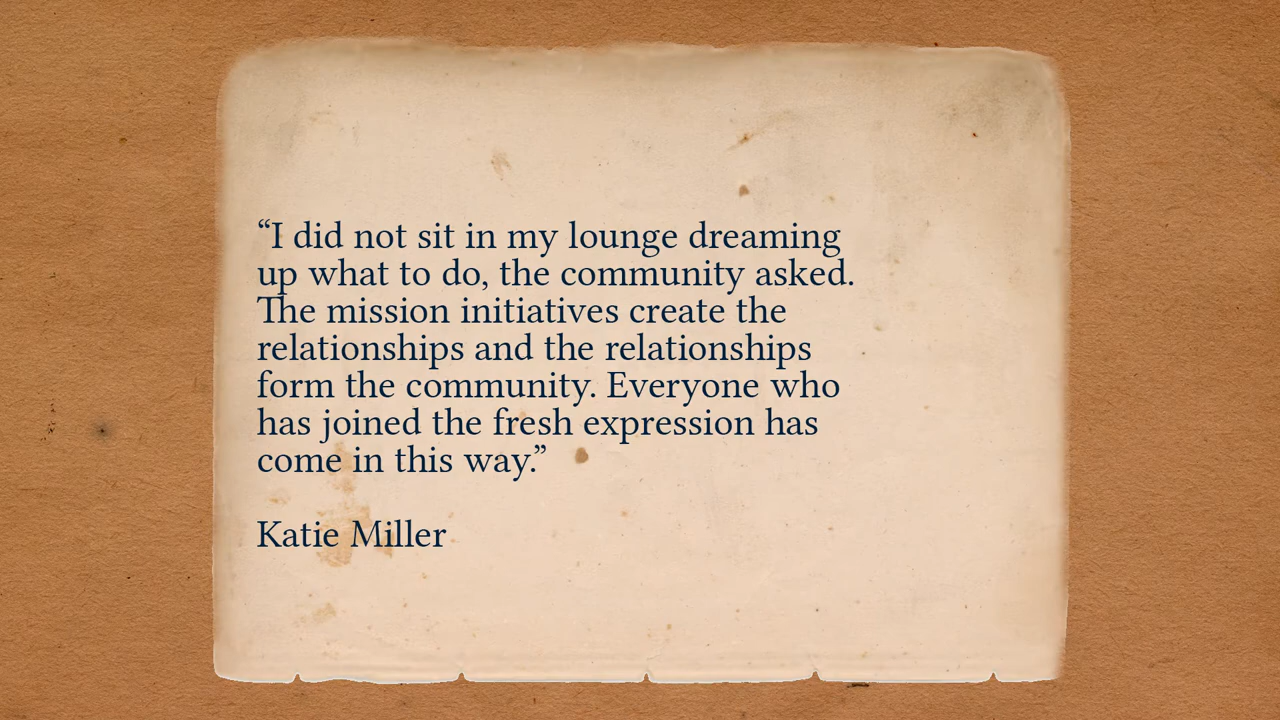 “I did not sit in my lounge dreaming
up what to do, the community asked.
The mission initiatives create the
relationships and the relationships
form the community. Everyone who
has joined the fresh expression has
come in this way.”
Katie Miller